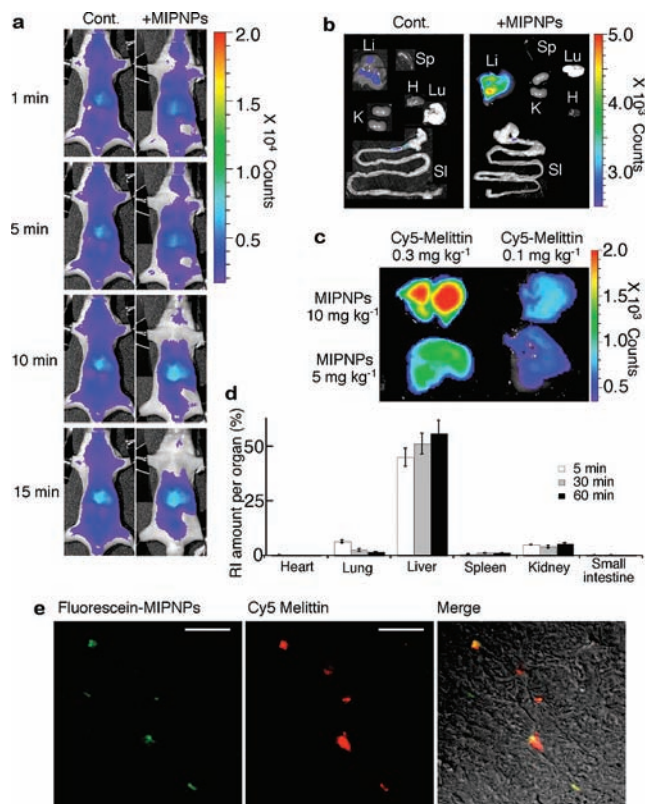 a
Cont.
+MIPNPs
1 min
5 min
10 min
15 min
2.0
1.5
1.0
0.5
X 10⁴ Counts
b
Cont.
+MIPNPs
Li
Sp
H
Lu
K
SI
Sp
Li
Lu
K
H
SI
5.0
4.0
3.0
X 10³ Counts
c
Cy5-Melittin
0.3 mg kg⁻¹
Cy5-Melittin
0.1 mg kg⁻¹
MIPNPs
10 mg kg⁻¹
MIPNPs
5 mg kg⁻¹
2.0
1.5
1.0
0.5
X 10³ Counts
d
RI amount per organ (%)
50
25
0
5 min
30 min
60 min
Heart
Lung
Liver
Spleen
Kidney
Small
intestine
e
Fluorescein-MIPNPs
Cy5 Melittin
Merge